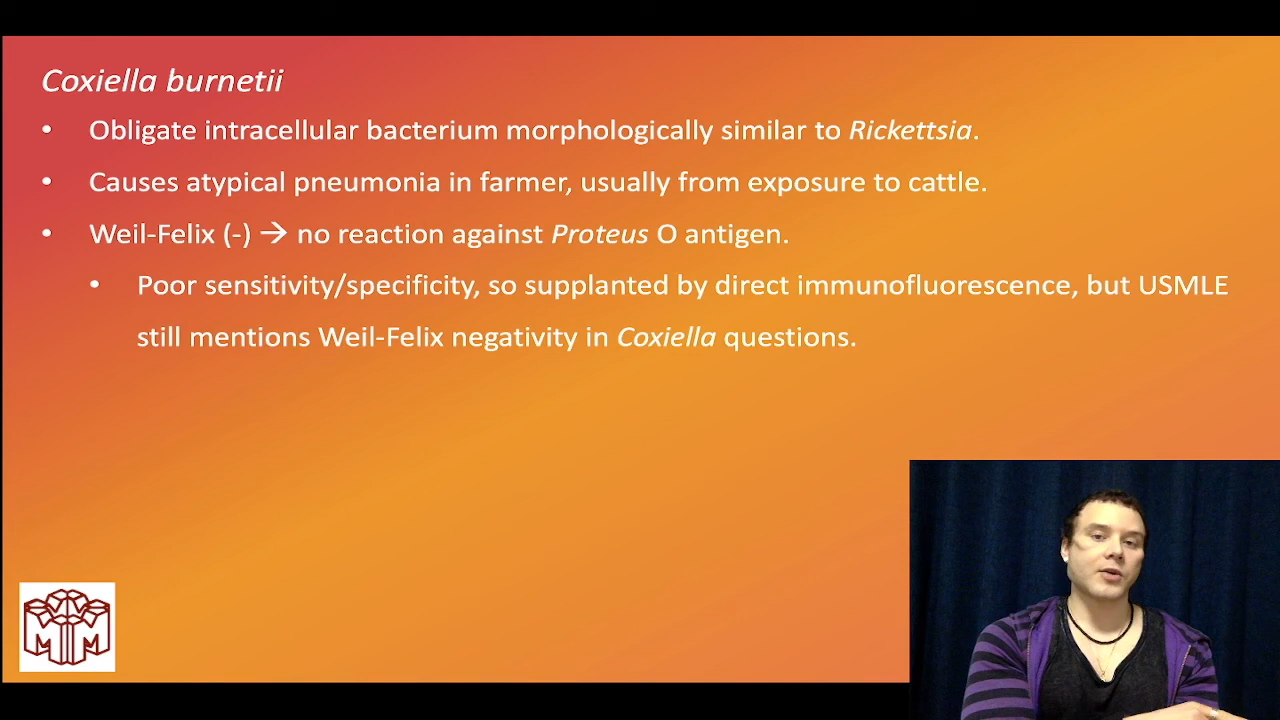 Coxiella burnetii
• Obligate intracellular bacterium morphologically similar to Rickettsia.
• Causes atypical pneumonia in farmer, usually from exposure to cattle.
• Weil-Felix (-) → no reaction against Proteus O antigen.
• Poor sensitivity/specificity, so supplanted by direct immunofluorescence, but USMLE
still mentions Weil-Felix negativity in Coxiella questions.
MM